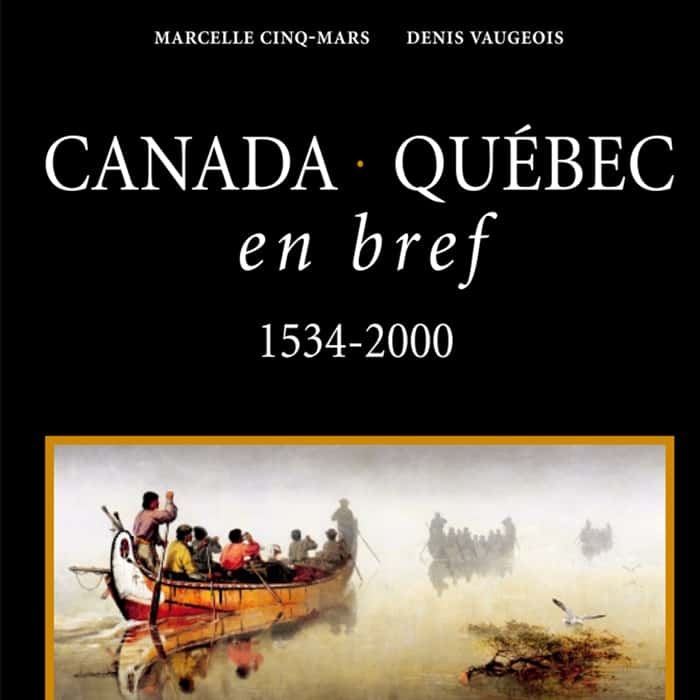 MARCELLE CINQ-MARS DENIS VAUGEOIS
CANADA · QUÉBEC
en bref
1534-2000